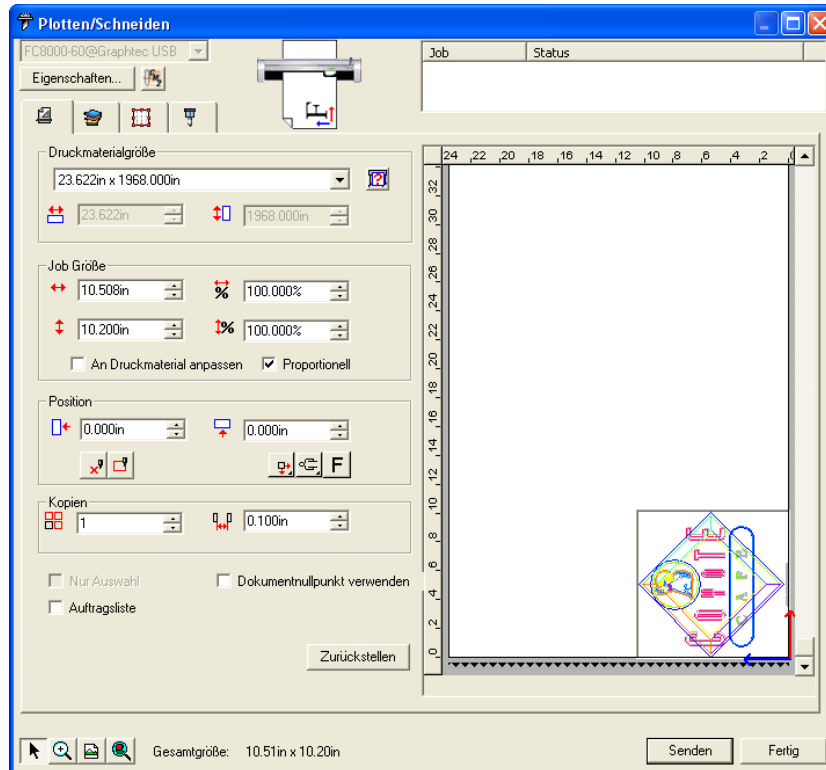 Plotten/Schneiden
FC8000-60@Graphtec USB
Job Status
Eigenschaften...
Druckmaterialgröße
23.622in x 1968.000in
23.622in 1968.000in
Job Größe
10.508in % 100.000%
10.200in % 100.000%
An Druckmaterial anpassen Proportionell
Position
0.000in 0.000in
F
Kopien
1 0.100in
Nur Auswahl Dokumentnullpunkt verwenden
Auftragsliste
Zurückstellen
24 22 20 18 16 14 12 10 8 6 4 2 0
32
30
28
26
24
22
20
18
16
14
12
10
8
6
4
2
0
COYOTE
CAFE
Gesamtgröße: 10.51in x 10.20in
Senden Fertig